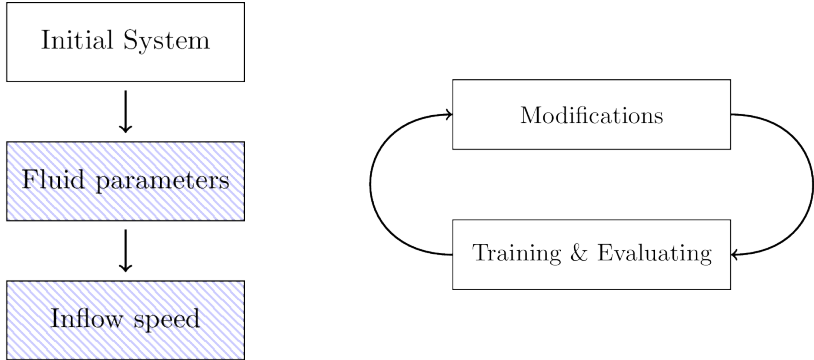 Initial System
Fluid parameters
Inflow speed
Modifications
Training & Evaluating